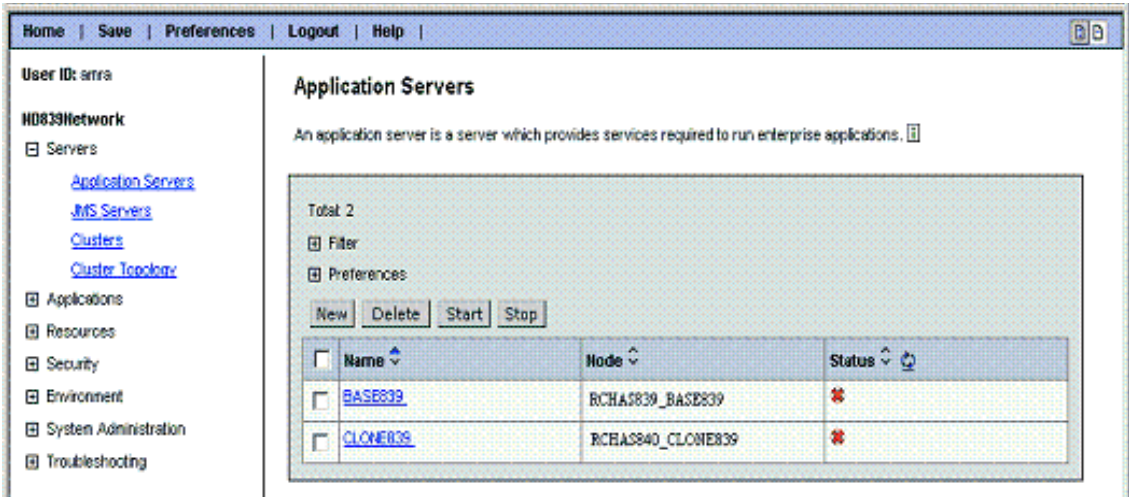 Home | Save | Preferences | Logout | Help |
User ID: amra
ND839Network
Servers
Application Servers
JMS Servers
Clusters
Cluster Topology
Applications
Resources
Security
Environment
System Administration
Troubleshooting
Application Servers
An application server is a server which provides services required to run enterprise applications. i
Total: 2
Filter
Preferences
New Delete Start Stop
Name Node Status
BASE839 RCHAS839_BASE839
CLONE839 RCHAS840_CLONE839